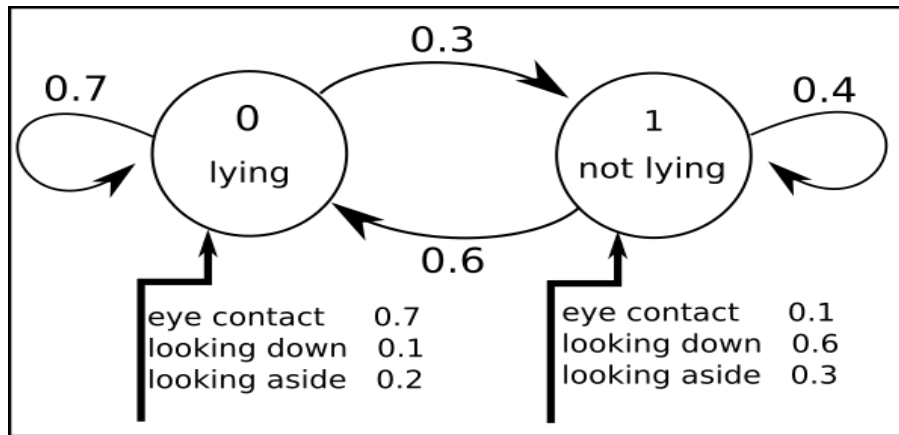 0.3
0.7
0.4
0
lying
1
not lying
0.6
eye contact 0.7
looking down 0.1
looking aside 0.2
eye contact 0.1
looking down 0.6
looking aside 0.3